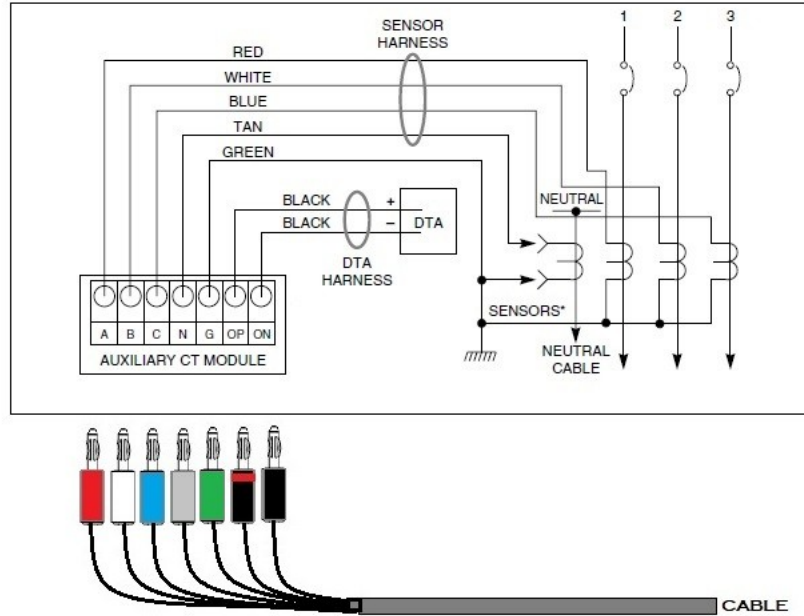 SENSOR
HARNESS
1 2 3
RED
WHITE
BLUE
TAN
GREEN
BLACK +
BLACK –
DTA
NEUTRAL
DTA
HARNESS
SENSORS*
A B C N G OP ON
AUXILIARY CT MODULE
NEUTRAL
CABLE
CABLE